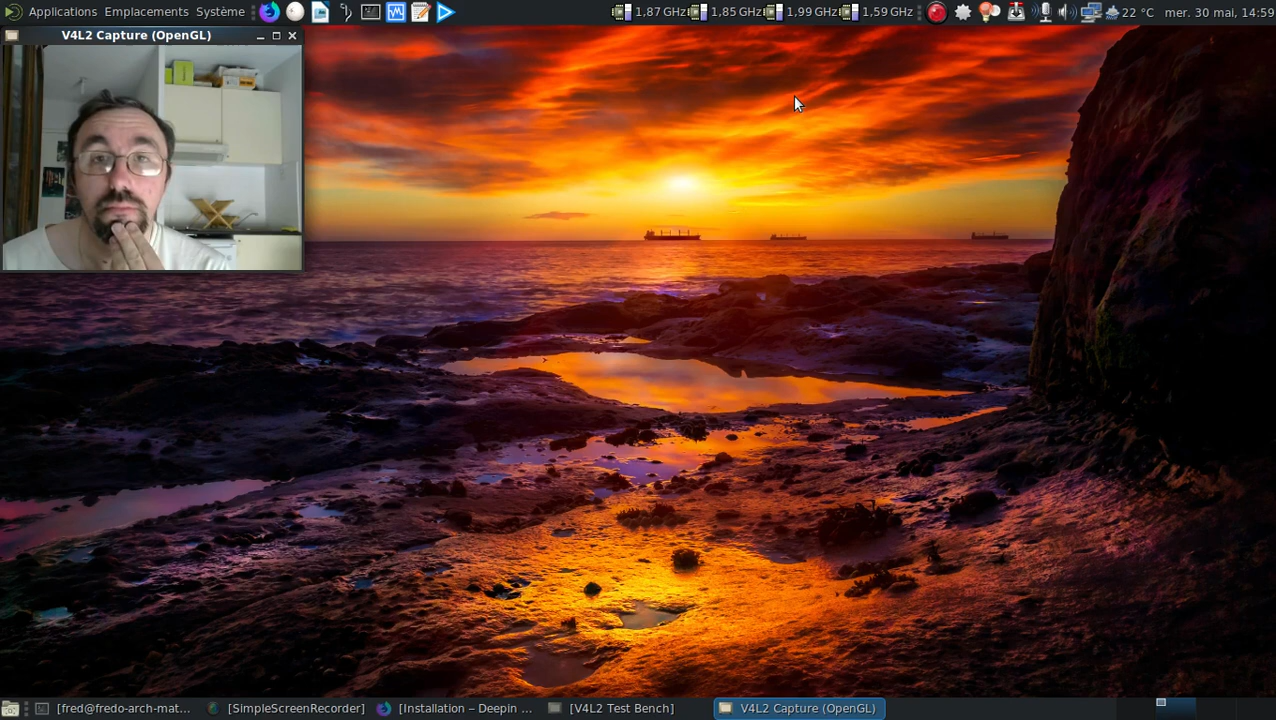 Applications Emplacements Système 1,87 GHz 1,85 GHz 1,99 GHz 1,59 GHz 22 °C mer. 30 mai, 14:59
V4L2 Capture (OpenGL)
[fred@fredo-arch-mat... [SimpleScreenRecorder] [Installation – Deepin ... [V4L2 Test Bench] V4L2 Capture (OpenGL)